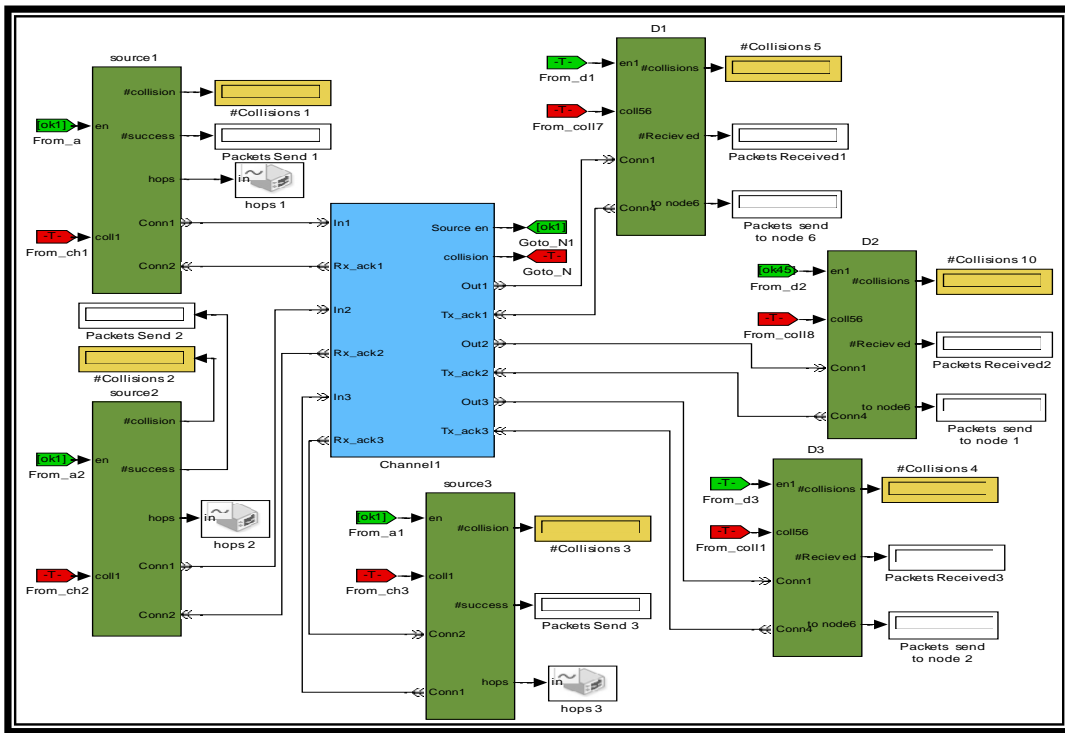 source1
#collision
#Collisions 1
[ok1]
en
From_a
#success
Packets Send 1
hops
in
hops 1
Conn1
-T-
coll1
From_ch1
Conn2
Packets Send 2
#Collisions 2
source2
#collision
[ok1]
en
From_a2
#success
hops
in
hops 2
-T-
coll1
From_ch2
Conn1
Conn2
In1
Source en
[ok1]
Goto_N1
collision
-T-
Goto_N
Rx_ack1
Out1
In2
Tx_ack1
Rx_ack2
Out2
Tx_ack2
In3
Out3
Rx_ack3
Tx_ack3
Channel1
source3
[ok1]
en
From_a1
#collision
#Collisions 3
-T-
coll1
From_ch3
#success
Packets Send 3
Conn2
hops
in
hops 3
Conn1
D1
-T-
en1
From_d1
#collisions
#Collisions 5
-T-
coll56
From_coll7
#Recieved
Packets Received1
Conn1
to node6
Conn4
Packets send
to node 6
D2
[ok45]
en1
From_d2
#collisions
#Collisions 10
-T-
coll56
From_coll8
#Recieved
Packets Received2
Conn1
to node6
Conn4
Packets send
to node 1
D3
-T-
en1
From_d3
#collisions
#Collisions 4
-T-
coll56
From_coll1
#Recieved
Packets Received3
Conn1
to node6
Conn4
Packets send
to node 2